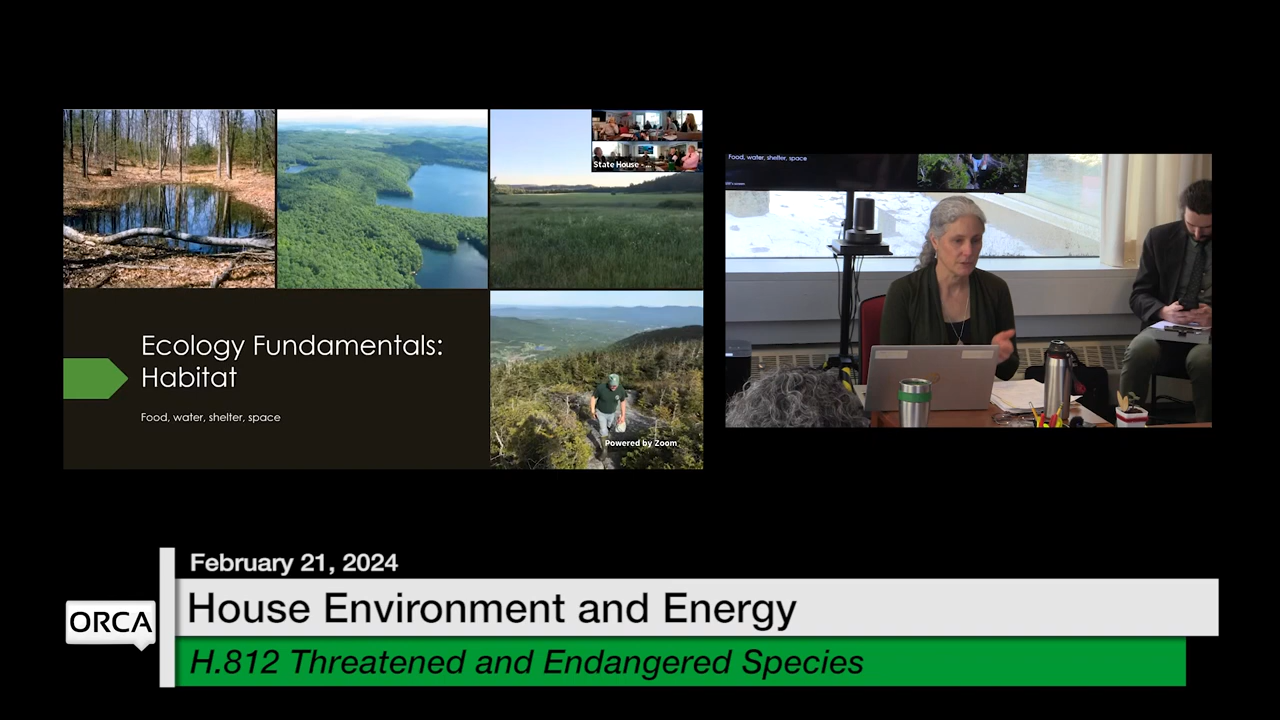 State House -
Ecology Fundamentals:
Habitat
Food, water, shelter, space
Powered by Zoom
Food, water, shelter, space
February 21, 2024
ORCA
House Environment and Energy
H.812 Threatened and Endangered Species